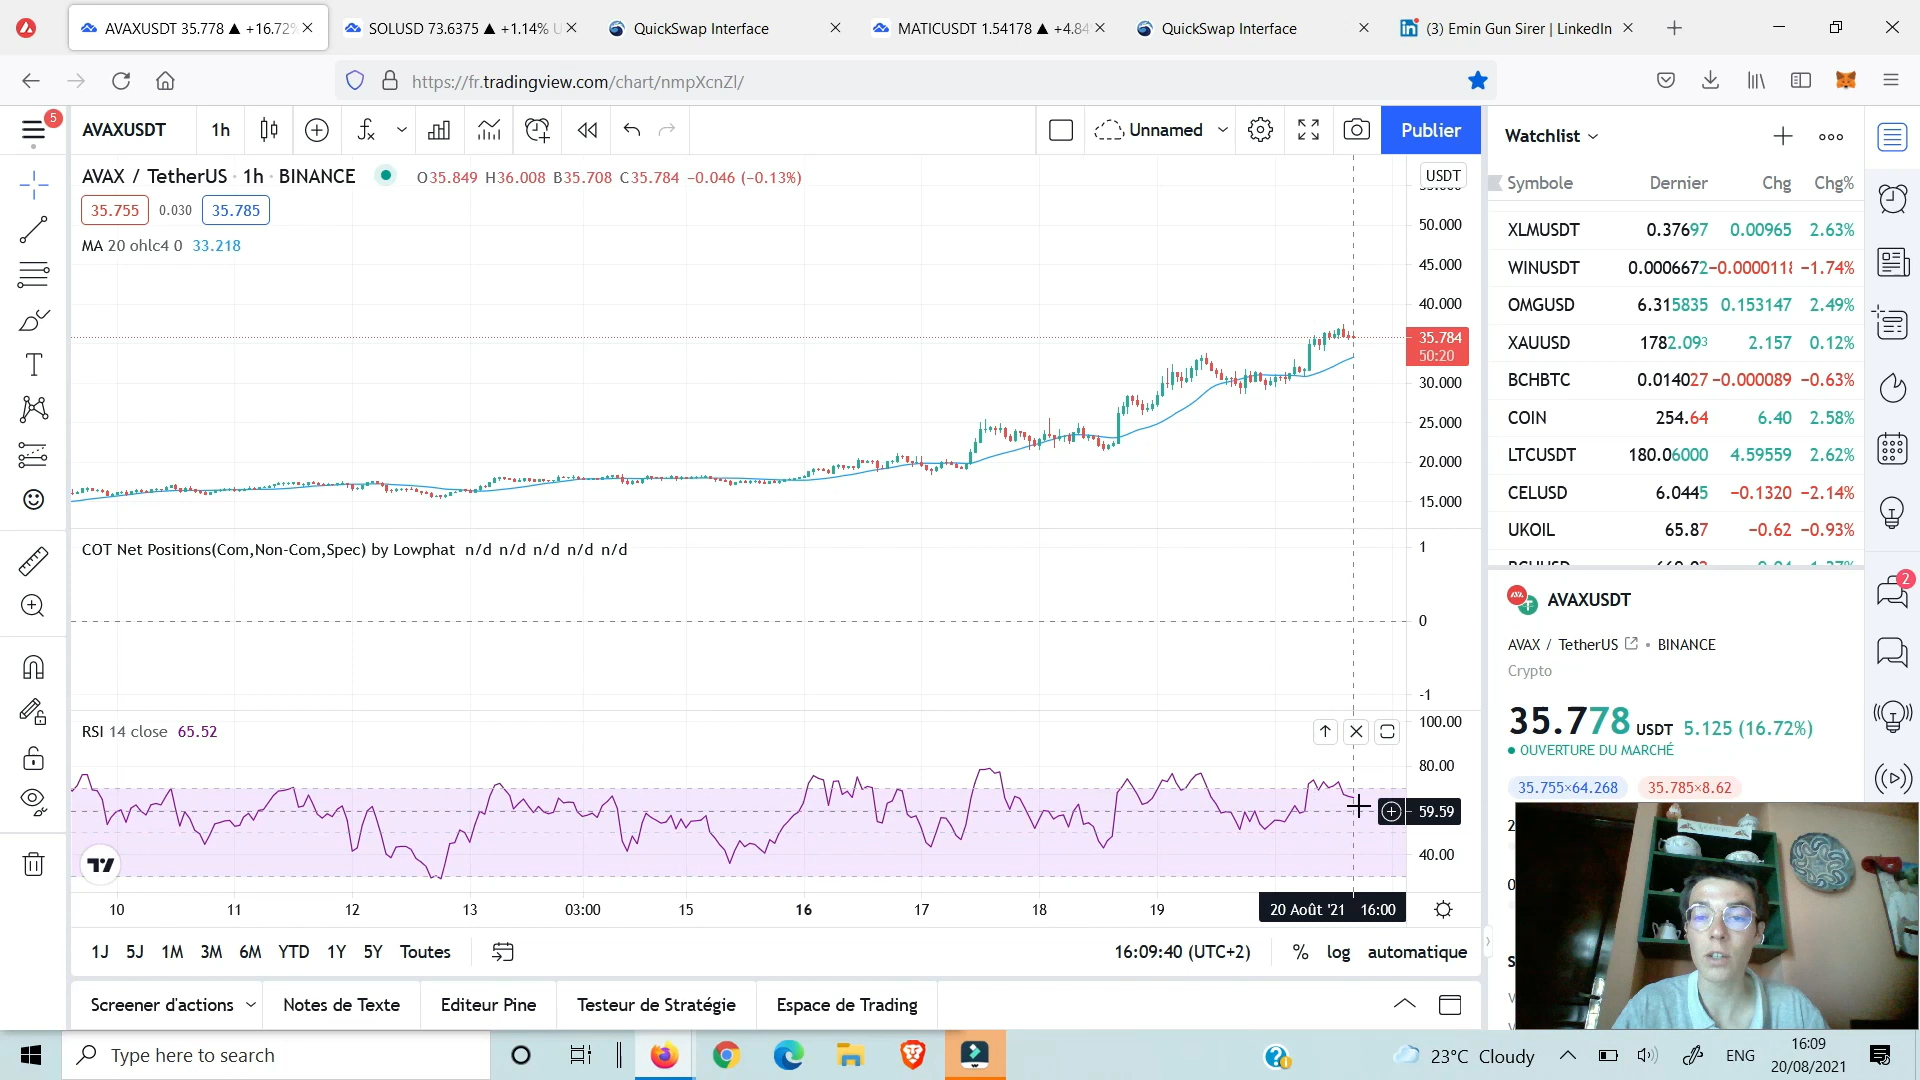 AVAXUSDT 35.778 ▲ +16.72%
SOLUSD 73.6375 ▲ +1.14% U
QuickSwap Interface
MATICUSDT 1.54178 ▲ +4.84
QuickSwap Interface
(3) Emin Gun Sirer | LinkedIn
https://fr.tradingview.com/chart/nmpXcnZl/
5
AVAXUSDT
1h
Unnamed
Publier
AVAX / TetherUS · 1h · BINANCE
O35.849 H36.008 B35.708 C35.784 −0.046 (−0.13%)
35.755
0.030
35.785
MA 20 ohlc4 0 33.218
USDT
50.000
45.000
40.000
35.784
50:20
30.000
25.000
20.000
15.000
COT Net Positions(Com,Non-Com,Spec) by Lowphat n/d n/d n/d n/d n/d
1
0
-1
RSI 14 close 65.52
100.00
80.00
59.59
40.00
10 11 12 13 03:00 15 16 17 18 19
20 Août '21 16:00
1J 5J 1M 3M 6M YTD 1Y 5Y Toutes
16:09:40 (UTC+2)
% log automatique
Screener d'actions
Notes de Texte
Editeur Pine
Testeur de Stratégie
Espace de Trading
Watchlist
Symbole Dernier Chg Chg%
XLMUSDT 0.37697 0.00965 2.63%
WINUSDT 0.0006672 −0.0000118 −1.74%
OMGUSD 6.315835 0.153147 2.49%
XAUUSD 1782.093 2.157 0.12%
BCHBTC 0.014027 −0.000089 −0.63%
COIN 254.64 6.40 2.58%
LTCUSDT 180.06000 4.59559 2.62%
CELUSD 6.0445 −0.1320 −2.14%
UKOIL 65.87 −0.62 −0.93%
AVAXUSDT
AVAX / TetherUS • BINANCE
Crypto
35.778 USDT 5.125 (16.72%)
OUVERTURE DU MARCHÉ
35.755×64.268
35.785×8.62
2
Type here to search
23°C Cloudy
ENG
16:09
20/08/2021